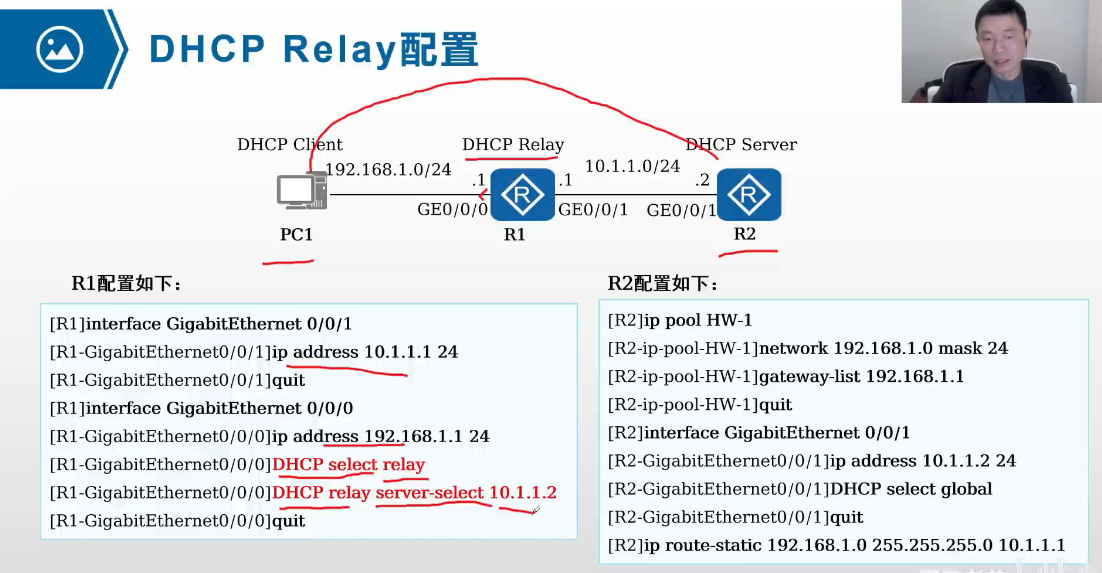 DHCP Relay配置
DHCP Client
DHCP Relay
DHCP Server
192.168.1.0/24
10.1.1.0/24
.1
.1
.2
R
R
GE0/0/0
GE0/0/1
GE0/0/1
PC1
R1
R2
R1配置如下：
[R1]interface GigabitEthernet 0/0/1
[R1-GigabitEthernet0/0/1]ip address 10.1.1.1 24
[R1-GigabitEthernet0/0/1]quit
[R1]interface GigabitEthernet 0/0/0
[R1-GigabitEthernet0/0/0]ip address 192.168.1.1 24
[R1-GigabitEthernet0/0/0]DHCP select relay
[R1-GigabitEthernet0/0/0]DHCP relay server-select 10.1.1.2
[R1-GigabitEthernet0/0/0]quit
R2配置如下：
[R2]ip pool HW-1
[R2-ip-pool-HW-1]network 192.168.1.0 mask 24
[R2-ip-pool-HW-1]gateway-list 192.168.1.1
[R2-ip-pool-HW-1]quit
[R2]interface GigabitEthernet 0/0/1
[R2-GigabitEthernet0/0/1]ip address 10.1.1.2 24
[R2-GigabitEthernet0/0/1]DHCP select global
[R2-GigabitEthernet0/0/1]quit
[R2]ip route-static 192.168.1.0 255.255.255.0 10.1.1.1